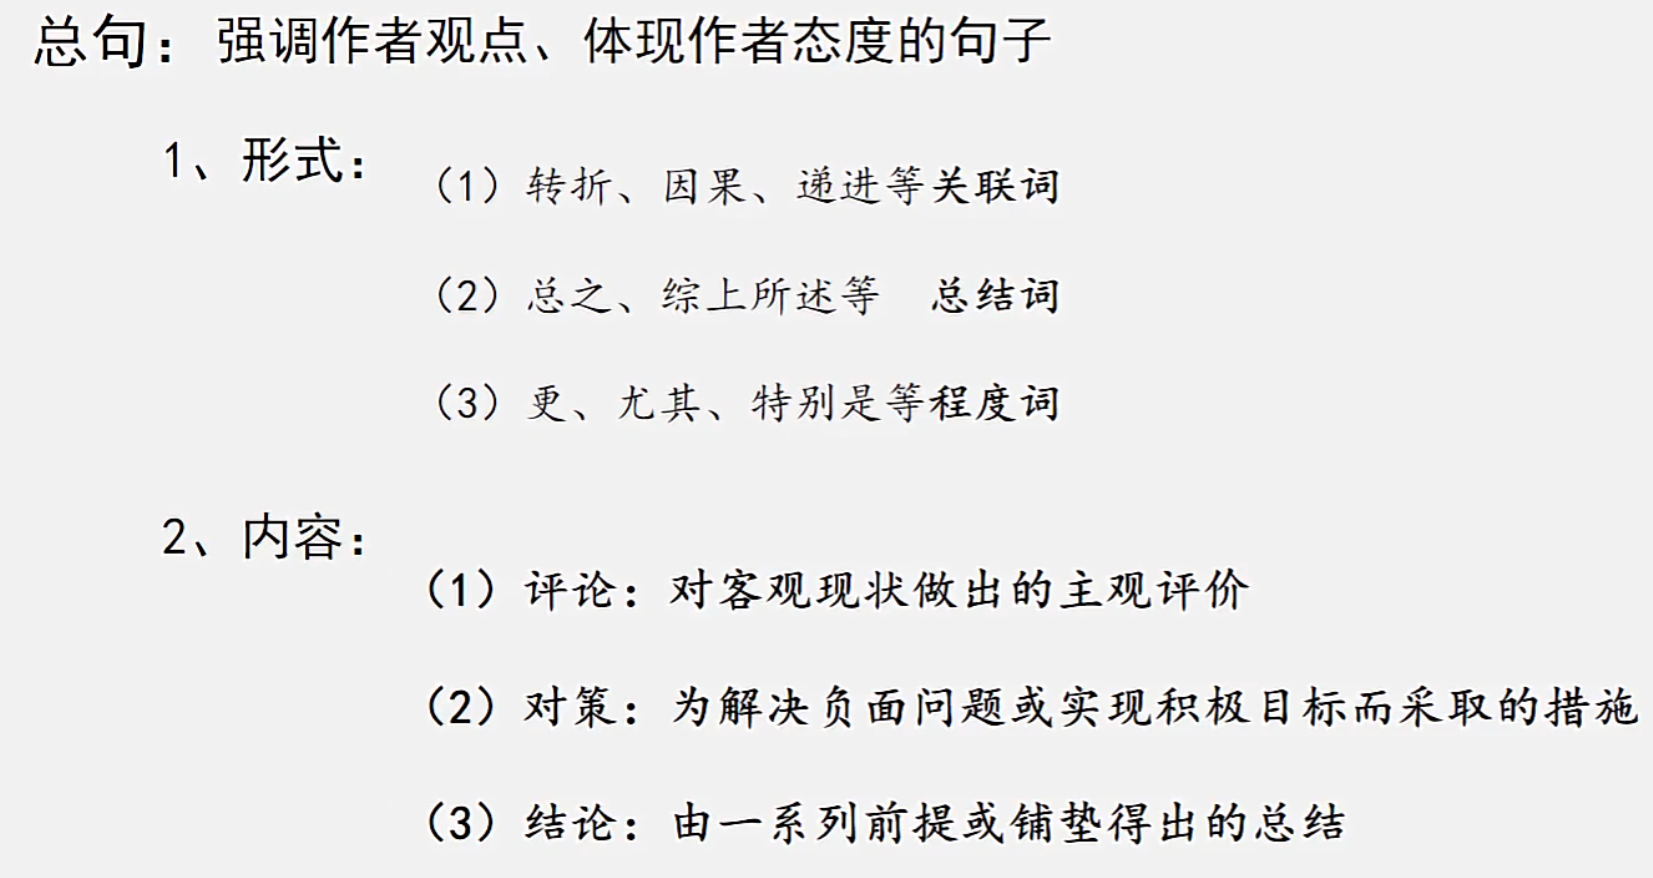 总句：强调作者观点、体现作者态度的句子
1、形式：
（1）转折、因果、递进等关联词
（2）总之、综上所述等 总结词
（3）更、尤其、特别是等程度词
2、内容：
（1）评论：对客观现状做出的主观评价
（2）对策：为解决负面问题或实现积极目标而采取的措施
（3）结论：由一系列前提或铺垫得出的总结